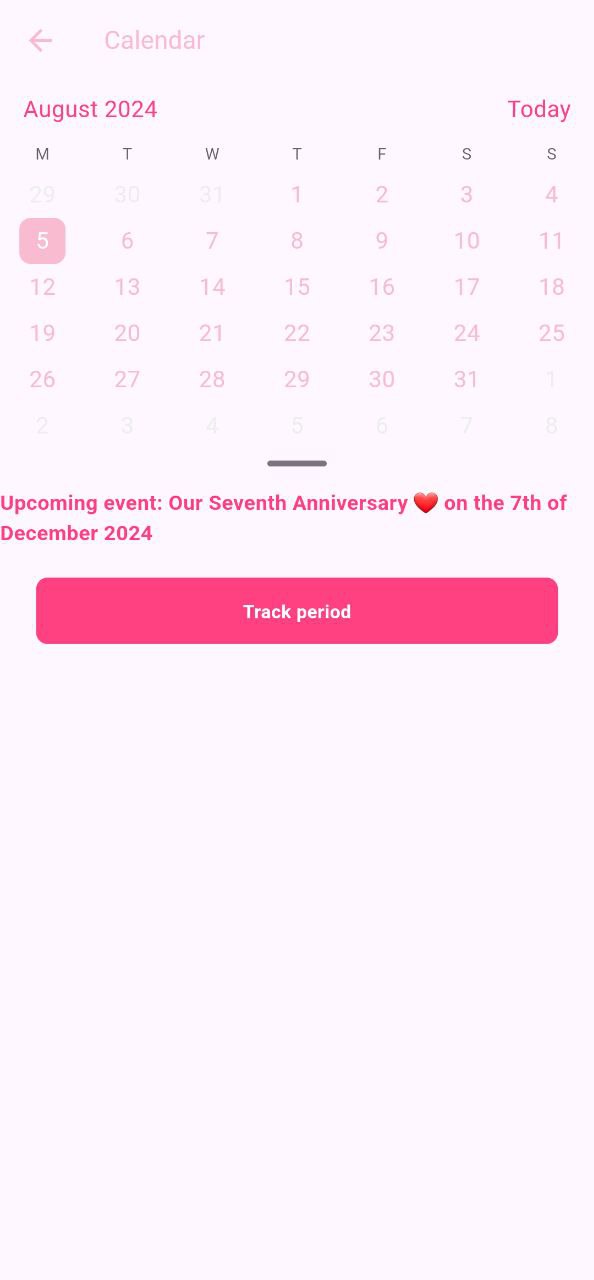 Calendar
August 2024 Today
M T W T F S S
29 30 31 1 2 3 4
5 6 7 8 9 10 11
12 13 14 15 16 17 18
19 20 21 22 23 24 25
26 27 28 29 30 31 1
2 3 4 5 6 7 8
Upcoming event: Our Seventh Anniversary ❤️ on the 7th of
December 2024
Track period